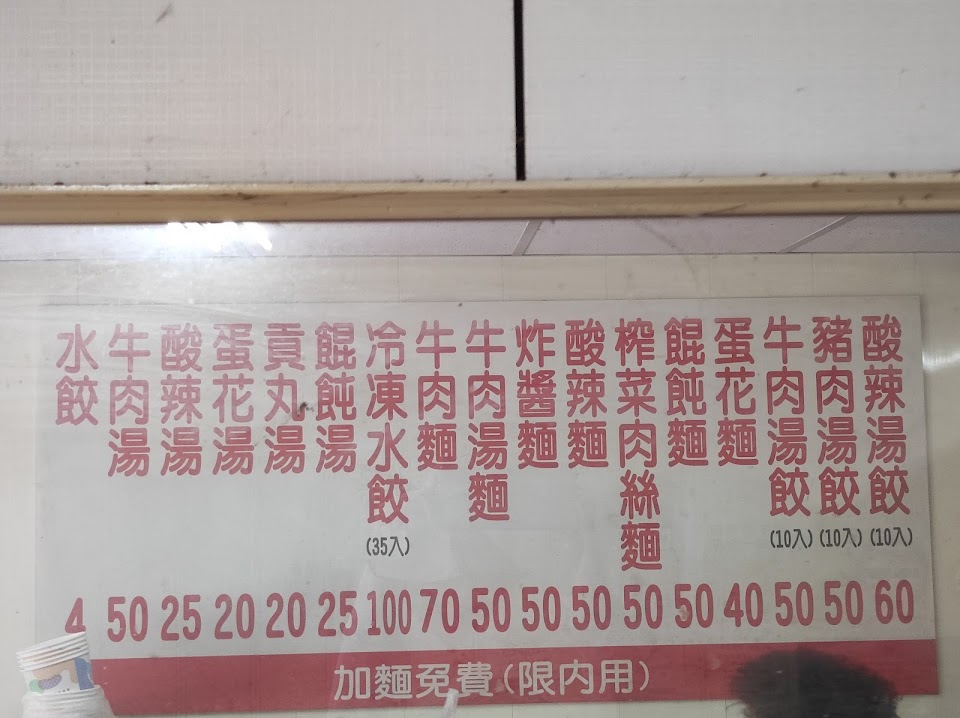 酸辣湯餃(10入) 60
豬肉湯餃(10入) 50
牛肉湯餃(10入) 50
蛋花麵 40
餛飩麵 50
榨菜肉絲麵 50
酸辣麵 50
炸醬麵 50
牛肉湯麵 50
牛肉麵 70
冷凍水餃(35入) 100
餛飩湯 25
貢丸湯 20
蛋花湯 20
酸辣湯 25
牛肉湯 50
水餃 4
加麵免費(限內用)